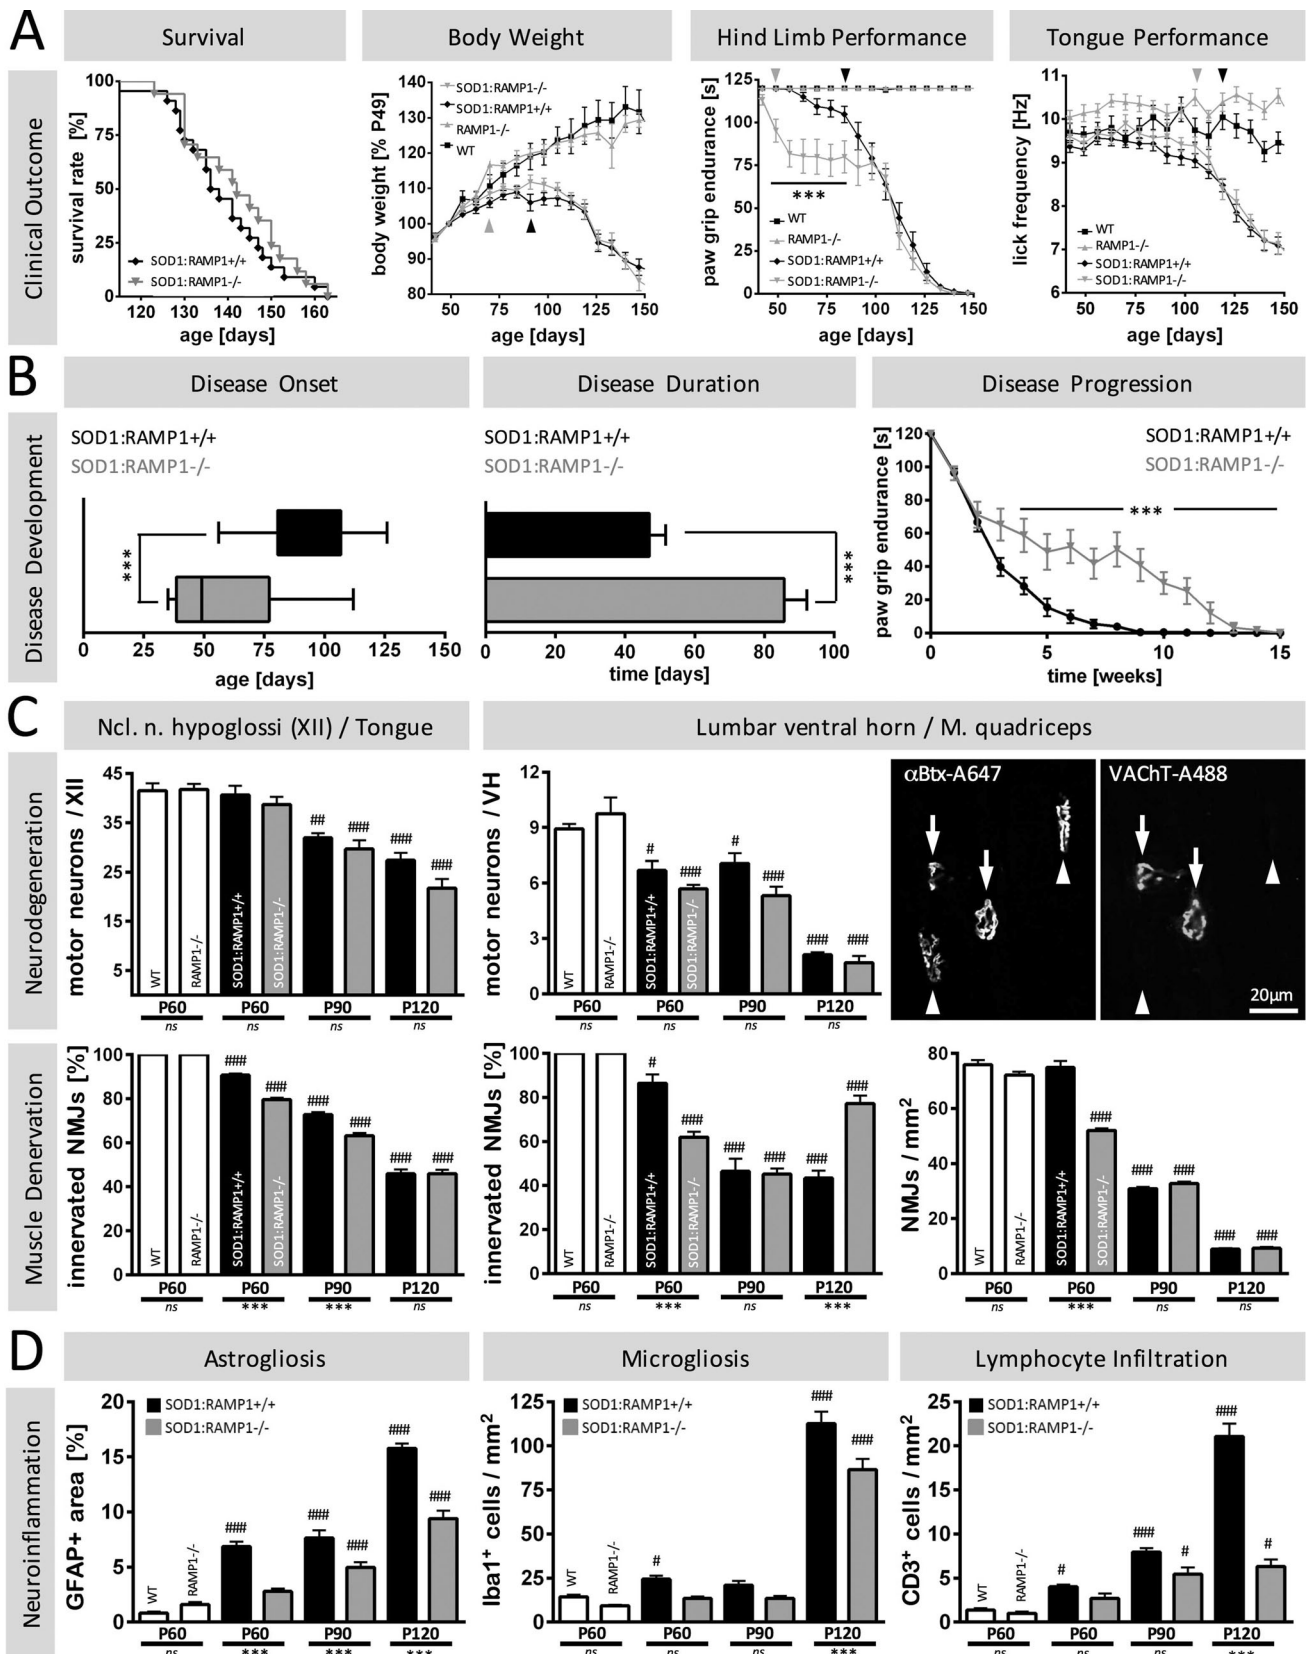 A
Survival
Body Weight
Hind Limb Performance
Tongue Performance
Clinical Outcome
survival rate [%]
100
75
50
25
0
SOD1:RAMP1+/+
SOD1:RAMP1-/-
120 130 140 150 160
age [days]
body weight [% P49]
140
130
120
110
100
90
80
SOD1:RAMP1-/-
SOD1:RAMP1+/+
RAMP1-/-
WT
50 75 100 125 150
age [days]
paw grip endurance [s]
125
100
75
50
25
0
***
WT
RAMP1-/-
SOD1:RAMP1+/+
SOD1:RAMP1-/-
50 75 100 125 150
age [days]
lick frequency [Hz]
11
10
9
8
7
6
WT
RAMP1-/-
SOD1:RAMP1+/+
SOD1:RAMP1-/-
50 75 100 125 150
age [days]
B
Disease Onset
Disease Duration
Disease Progression
Disease Development
SOD1:RAMP1+/+
SOD1:RAMP1-/-
***
0 25 50 75 100 125 150
age [days]
SOD1:RAMP1+/+
SOD1:RAMP1-/-
***
0 20 40 60 80 100
time [days]
paw grip endurance [s]
120
100
80
60
40
20
0
SOD1:RAMP1+/+
SOD1:RAMP1-/-
***
0 5 10 15
time [weeks]
C
Ncl. n. hypoglossi (XII) / Tongue
Lumbar ventral horn / M. quadriceps
Neurodegeneration
motor neurons / XII
45
35
25
15
5
WT
RAMP1-/-
SOD1:RAMP1+/+
SOD1:RAMP1-/-
## ### ### ###
P60 P60 P90 P120
ns ns ns ns
motor neurons / VH
12
9
6
3
0
WT
RAMP1-/-
SOD1:RAMP1+/+
SOD1:RAMP1-/-
# ### # ### ### ###
P60 P60 P90 P120
ns ns ns ns
αBtx-A647
VAChT-A488
20µm
Muscle Denervation
innervated NMJs [%]
100
80
60
40
20
0
WT
RAMP1-/-
SOD1:RAMP1+/+
SOD1:RAMP1-/-
### ### ### ### ### ###
P60 P60 P90 P120
ns *** *** ns
innervated NMJs [%]
100
80
60
40
20
0
WT
RAMP1-/-
SOD1:RAMP1+/+
SOD1:RAMP1-/-
# ### ### ### ### ###
P60 P60 P90 P120
ns *** ns ***
NMJs / mm²
80
60
40
20
0
WT
RAMP1-/-
SOD1:RAMP1+/+
SOD1:RAMP1-/-
### ### ### ### ###
P60 P60 P90 P120
ns *** ns ns
D
Astrogliosis
Microgliosis
Lymphocyte Infiltration
Neuroinflammation
GFAP+ area [%]
20
15
10
5
0
SOD1:RAMP1+/+
SOD1:RAMP1-/-
WT
RAMP1-/-
### ### ### ### ###
P60 P60 P90 P120
ns *** *** ***
Iba1⁺ cells / mm²
125
100
75
50
25
0
SOD1:RAMP1+/+
SOD1:RAMP1-/-
WT
RAMP1-/-
# ### ###
P60 P60 P90 P120
ns ns ns ***
CD3⁺ cells / mm²
25
20
15
10
5
0
SOD1:RAMP1+/+
SOD1:RAMP1-/-
WT
RAMP1-/-
# ### # ### #
P60 P60 P90 P120
ns ns ns ***